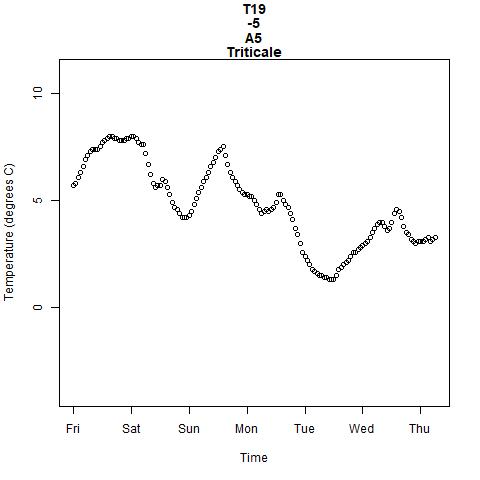 T19
-5
A5
Triticale
Temperature (degrees C)
10
5
0
Fri Sat Sun Mon Tue Wed Thu
Time